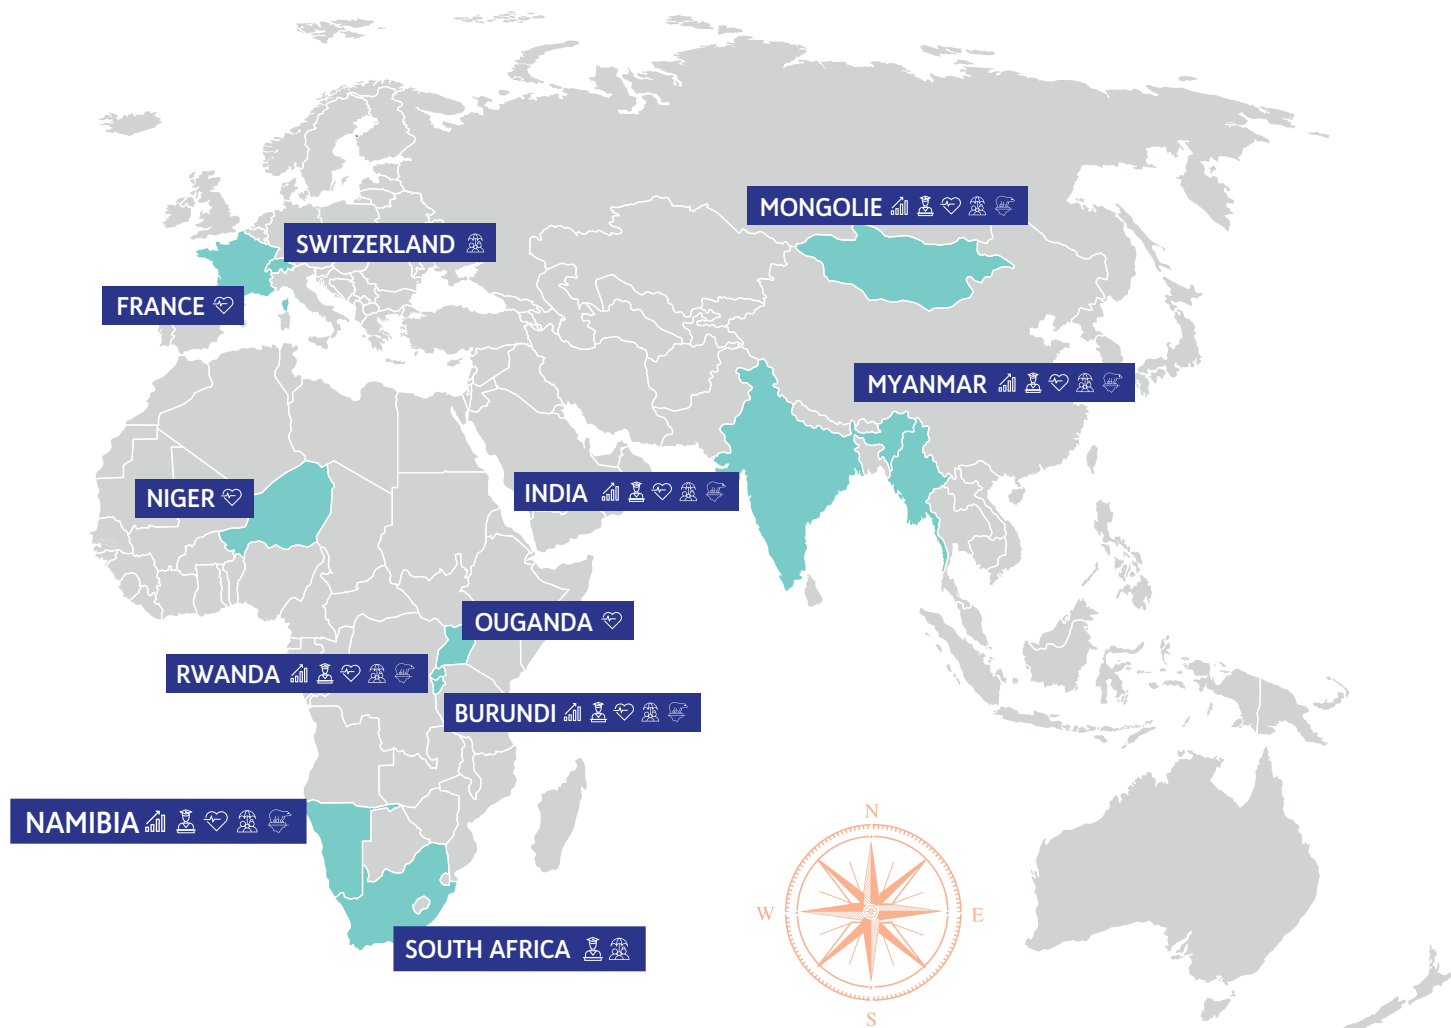 MONGOLIE
SWITZERLAND
FRANCE
MYANMAR
INDIA
NIGER
OUGANDA
RWANDA
BURUNDI
NAMIBIA
N
W
E
S
SOUTH AFRICA